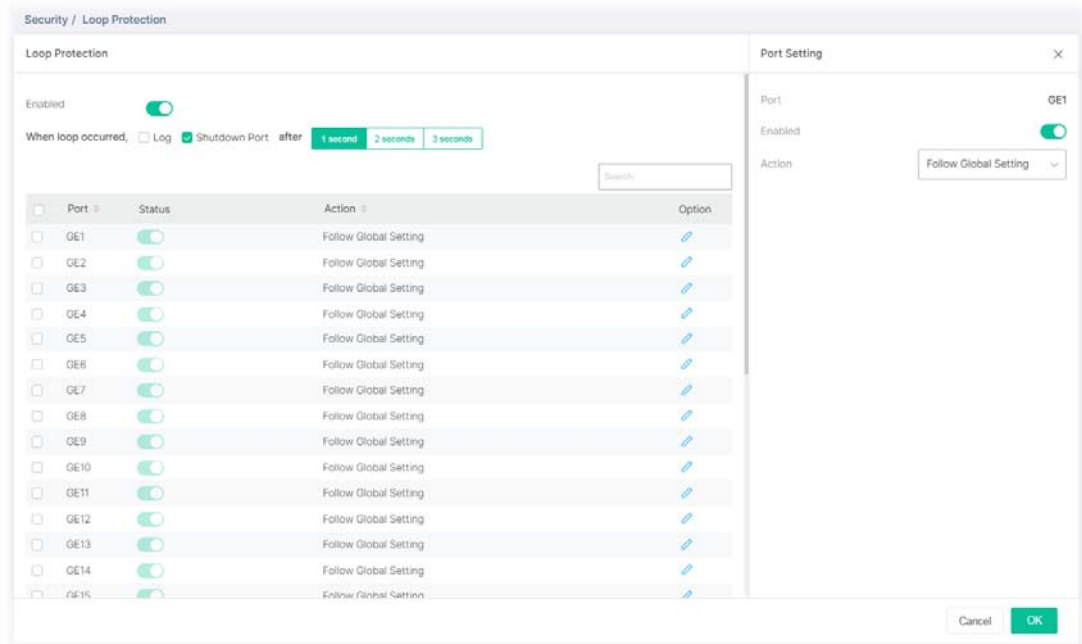 Security / Loop Protection
Loop Protection
Enabled
When loop occurred, Log Shutdown Port after 1 second 2 seconds 3 seconds
Search
Port Status Action Option
GE1 Follow Global Setting
GE2 Follow Global Setting
GE3 Follow Global Setting
GE4 Follow Global Setting
GE5 Follow Global Setting
GE6 Follow Global Setting
GE7 Follow Global Setting
GE8 Follow Global Setting
GE9 Follow Global Setting
GE10 Follow Global Setting
GE11 Follow Global Setting
GE12 Follow Global Setting
GE13 Follow Global Setting
GE14 Follow Global Setting
GE15 Follow Global Setting
Port Setting
Port GE1
Enabled
Action Follow Global Setting
Cancel OK